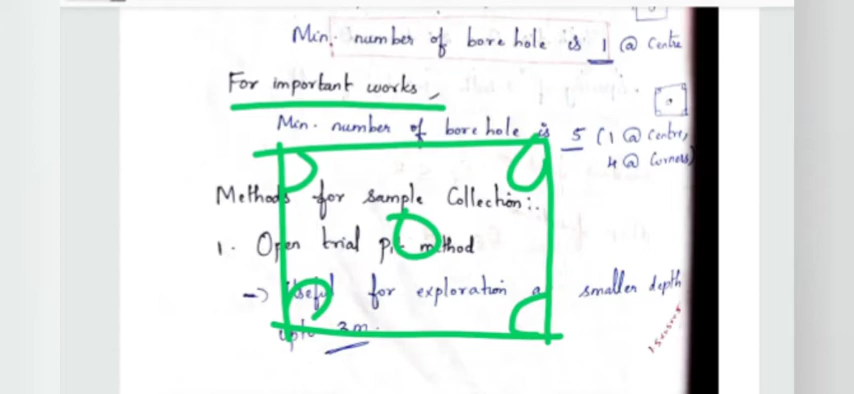 Min. number of bore hole is 1 @ Centre
For important works,
Min. number of bore hole is 5 (1 @ Centre,
4 @ Corners)
Methods for sample Collection:.
1. Open trial pit method
-> Useful for exploration a smaller depth
upto 3m.